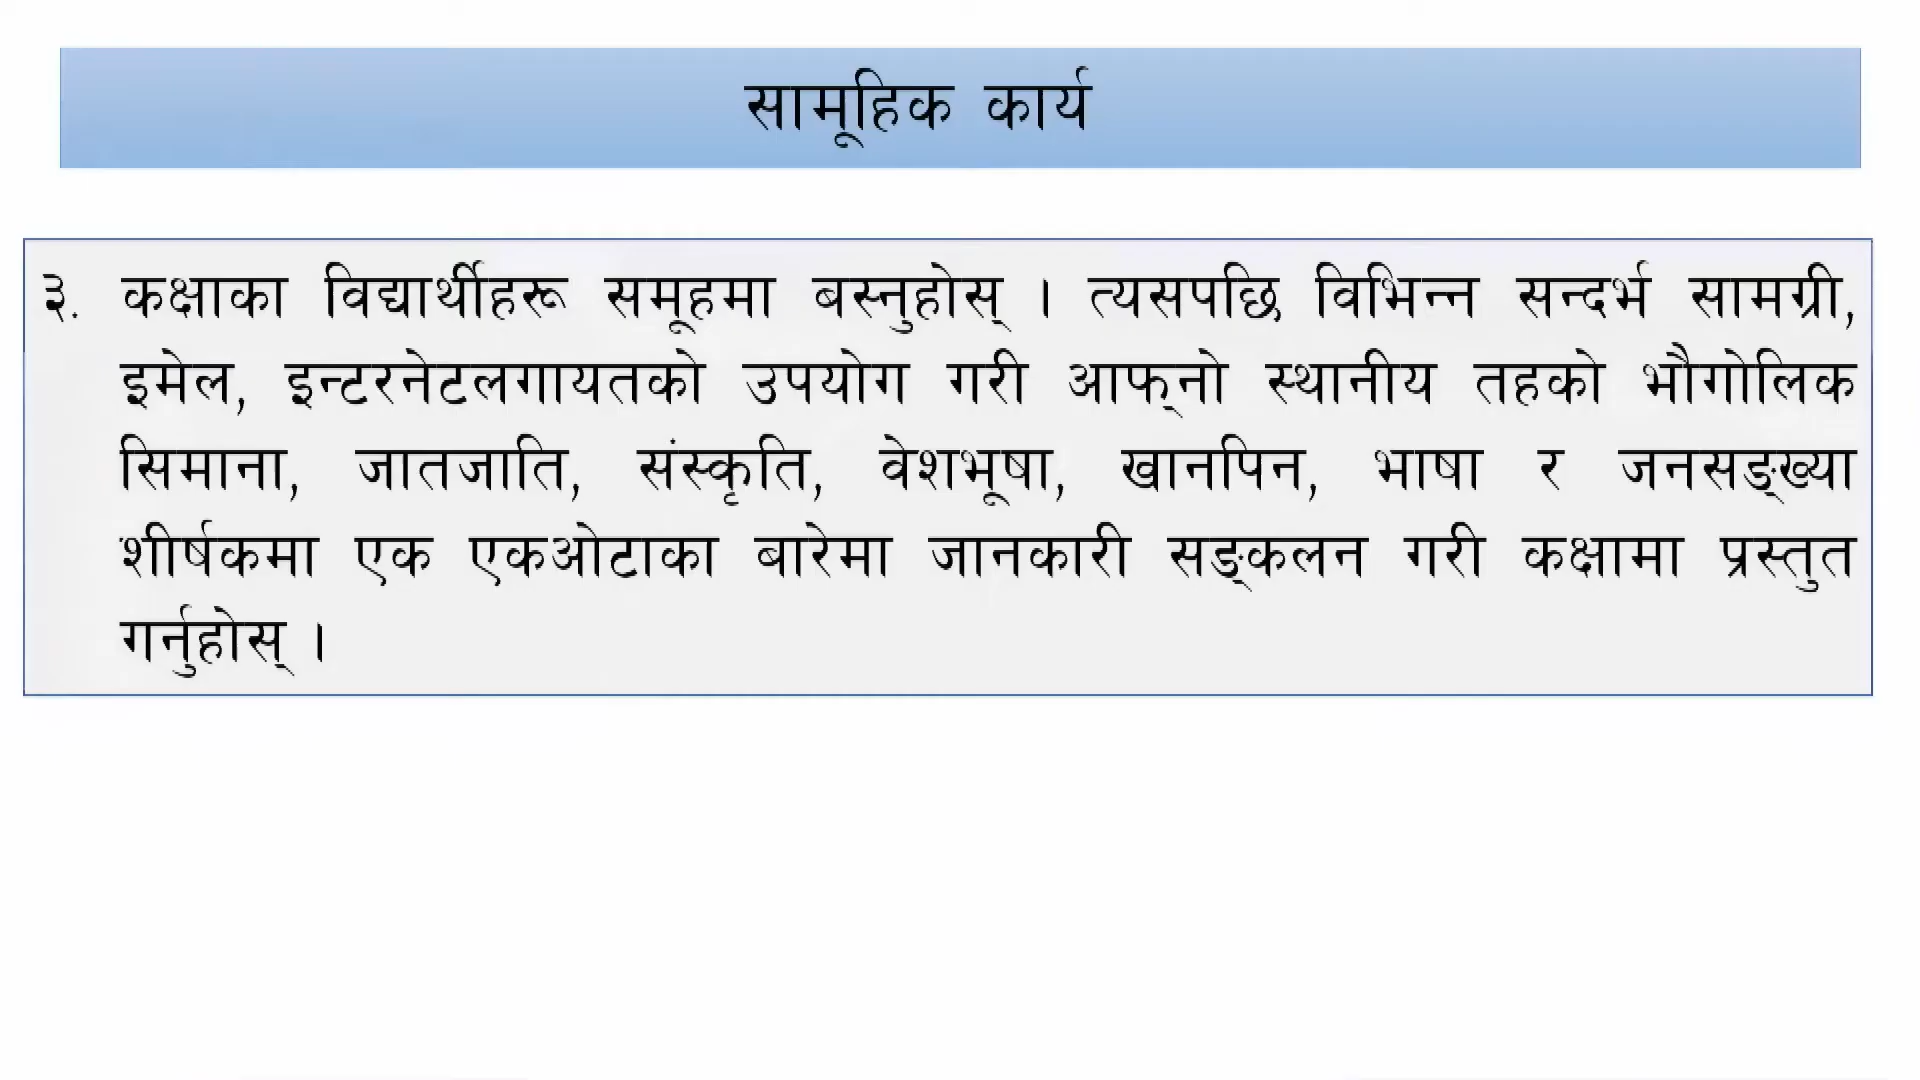 सामूहिक कार्य
३. कक्षाका विद्यार्थीहरू समूहमा बस्नुहोस् । त्यसपछि विभिन्न सन्दर्भ सामग्री,
इमेल, इन्टरनेटलगायतको उपयोग गरी आफ्‌नो स्थानीय तहको भौगोलिक
सिमाना, जातजाति, संस्कृति, वेशभूषा, खानपिन, भाषा र जनसङ्ख्या
शीर्षकमा एक एकओटाका बारेमा जानकारी सङ्कलन गरी कक्षामा प्रस्तुत
गर्नुहोस् ।